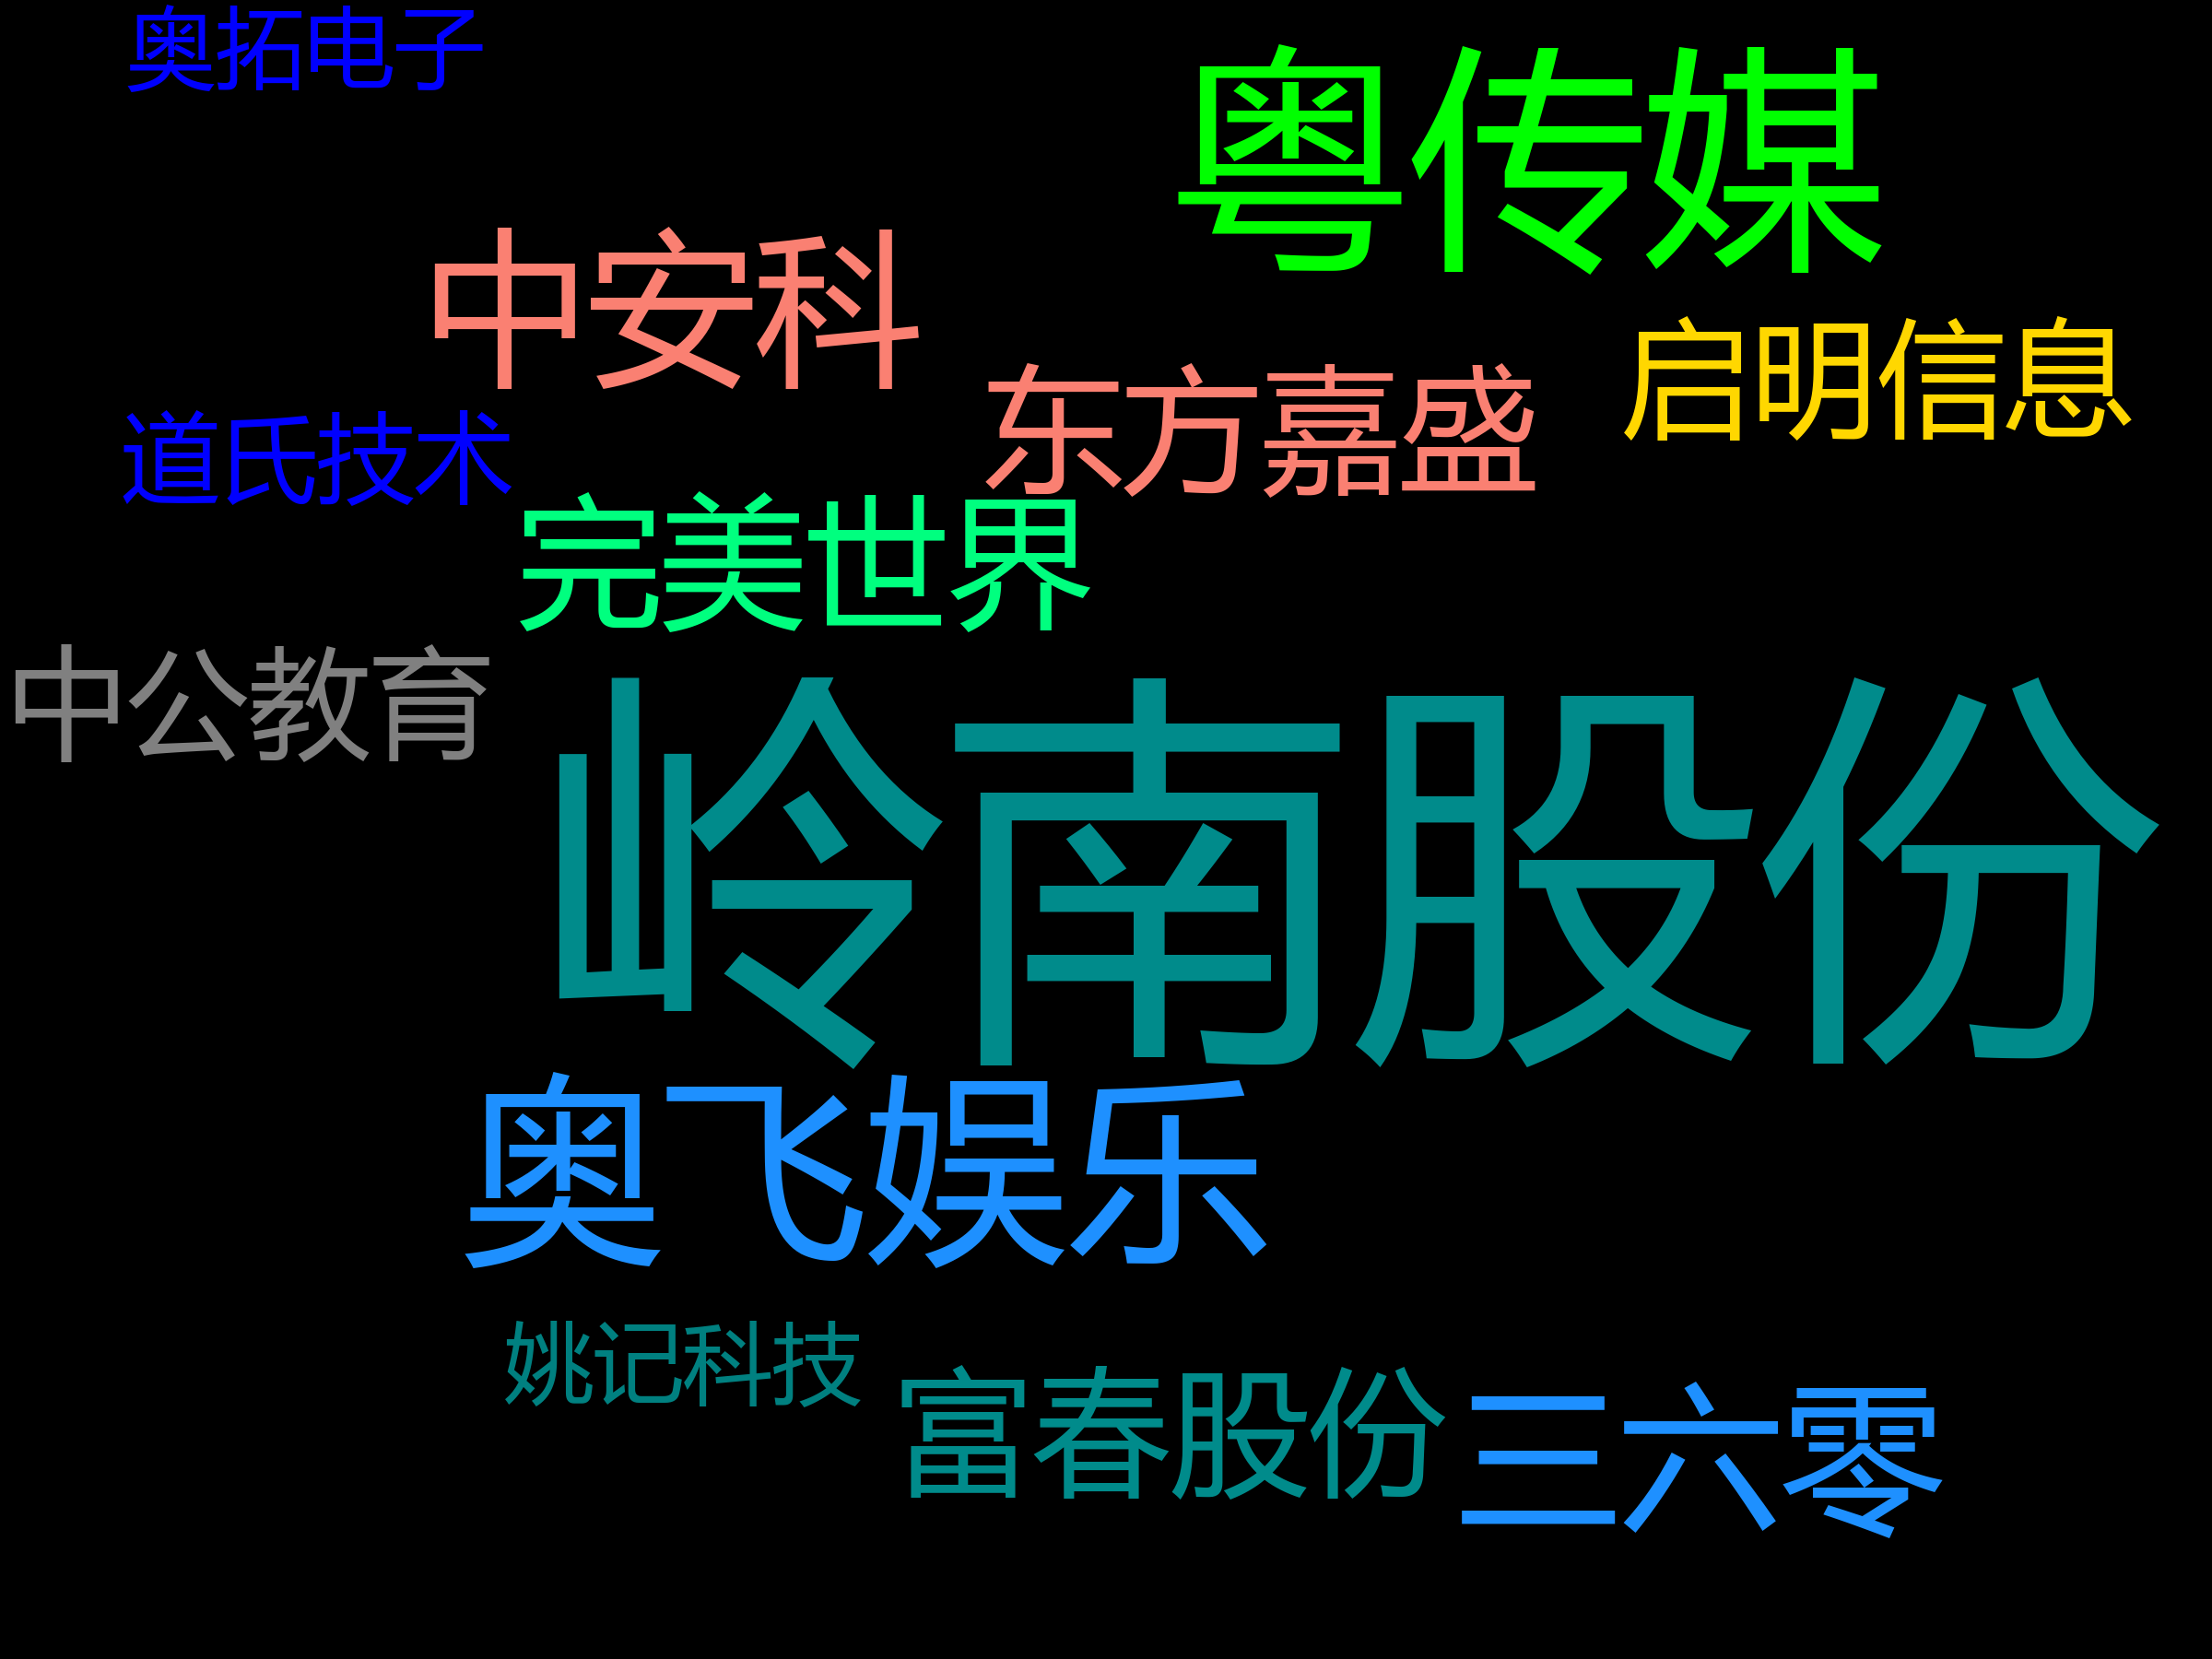 奥拓电子
粤传媒
中安科
启明信息
东方嘉盛
道氏技术
完美世界
中公教育
岭南股份
奥飞娱乐
姚记科技
富春股份
三六零